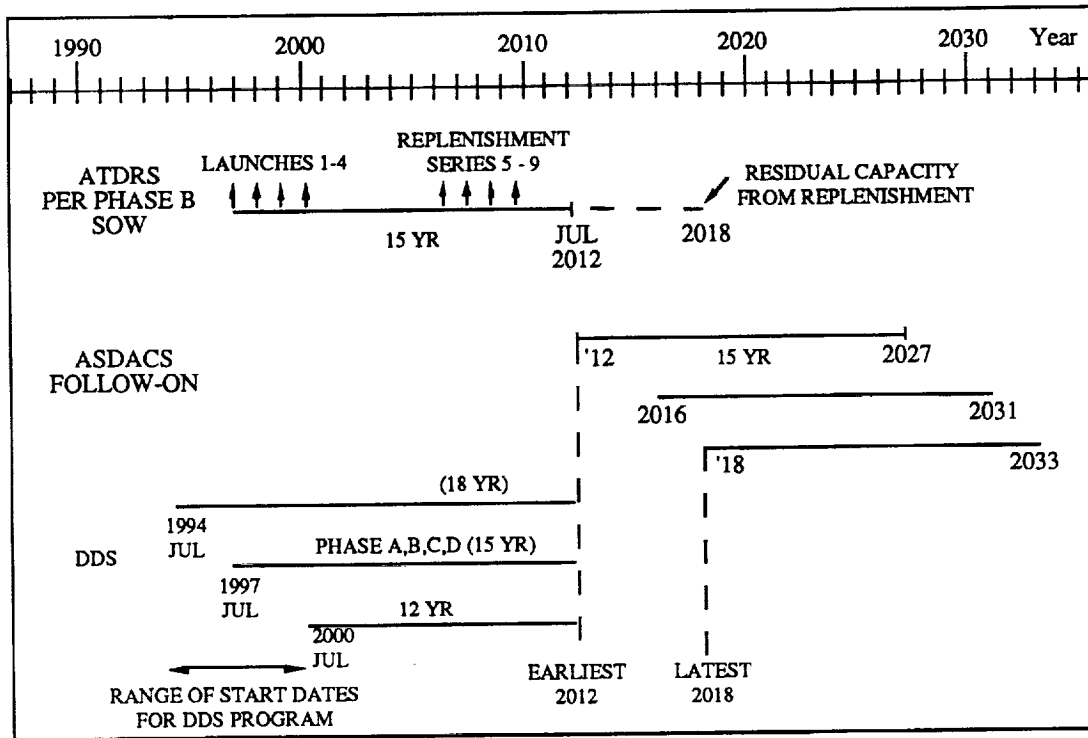 1990 2000 2010 2020 2030 Year
LAUNCHES 1-4
REPLENISHMENT
SERIES 5 - 9
ATDRS
PER PHASE B
SOW
RESIDUAL CAPACITY
FROM REPLENISHMENT
15 YR
JUL
2012
2018
ASDACS
FOLLOW-ON
'12 15 YR 2027
2016 2031
'18 2033
(18 YR)
1994
JUL
DDS
PHASE A,B,C,D (15 YR)
1997
JUL
12 YR
2000
JUL
RANGE OF START DATES
FOR DDS PROGRAM
EARLIEST
2012
LATEST
2018